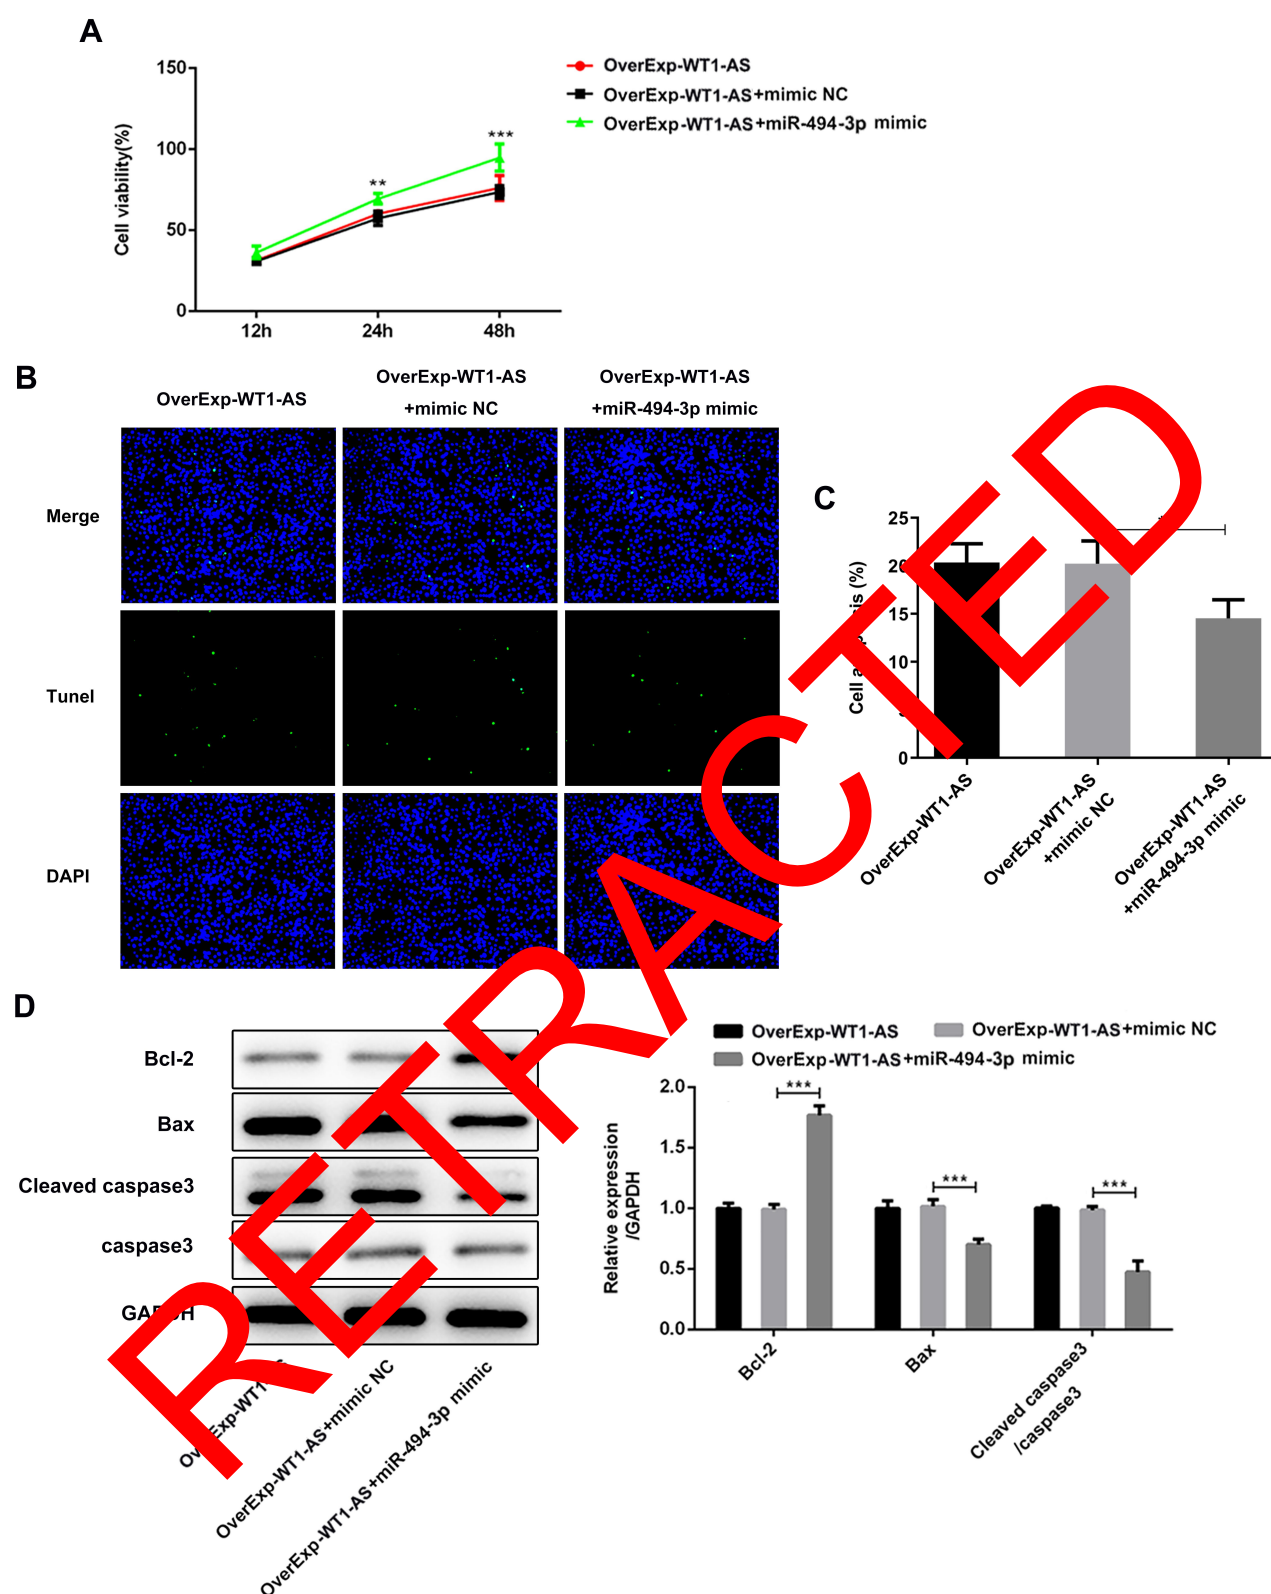 A
150
100
50
0
Cell viability(%)
12h
24h
48h
**
***
OverExp-WT1-AS
OverExp-WT1-AS+mimic NC
OverExp-WT1-AS+miR-494-3p mimic
B
OverExp-WT1-AS
OverExp-WT1-AS
+mimic NC
OverExp-WT1-AS
+miR-494-3p mimic
Merge
Tunel
DAPI
C
25
20
15
10
0
Cell (%)
OverExp-WT1-AS
OverExp-WT1-AS
+mimic NC
OverExp-WT1-AS
+miR-494-3p mimic
RETRACTED
D
Bcl-2
Bax
Cleaved caspase3
caspase3
GAPDH
OverExp-WT1-AS
OverExp-WT1-AS+mimic NC
OverExp-WT1-AS+miR-494-3p mimic
OverExp-WT1-AS
OverExp-WT1-AS+mimic NC
OverExp-WT1-AS+miR-494-3p mimic
2.0
1.5
1.0
0.5
0.0
Relative expression
/GAPDH
***
***
***
Bcl-2
Bax
Cleaved caspase3
/caspase3